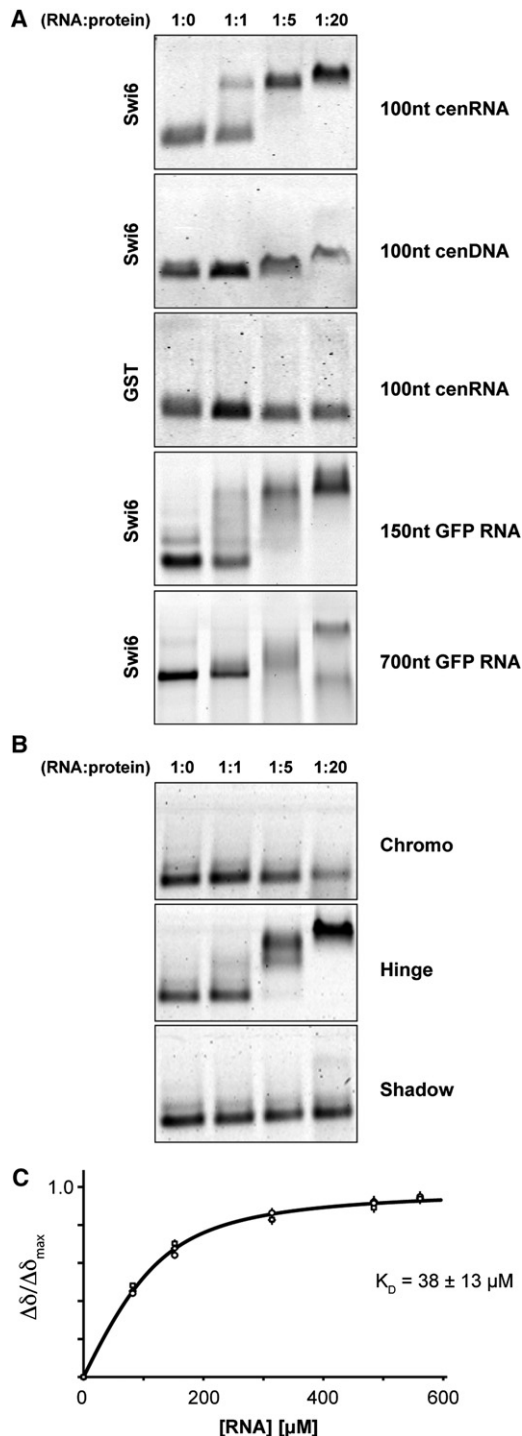 A
(RNA:protein) 1:0 1:1 1:5 1:20
Swi6
100nt cenRNA
Swi6
100nt cenDNA
GST
100nt cenRNA
Swi6
150nt GFP RNA
Swi6
700nt GFP RNA
B
(RNA:protein) 1:0 1:1 1:5 1:20
Chromo
Hinge
Shadow
C
1.0
Δδ/Δδmax
K_D = 38 ± 13 μM
0 200 400 600
[RNA] [μM]